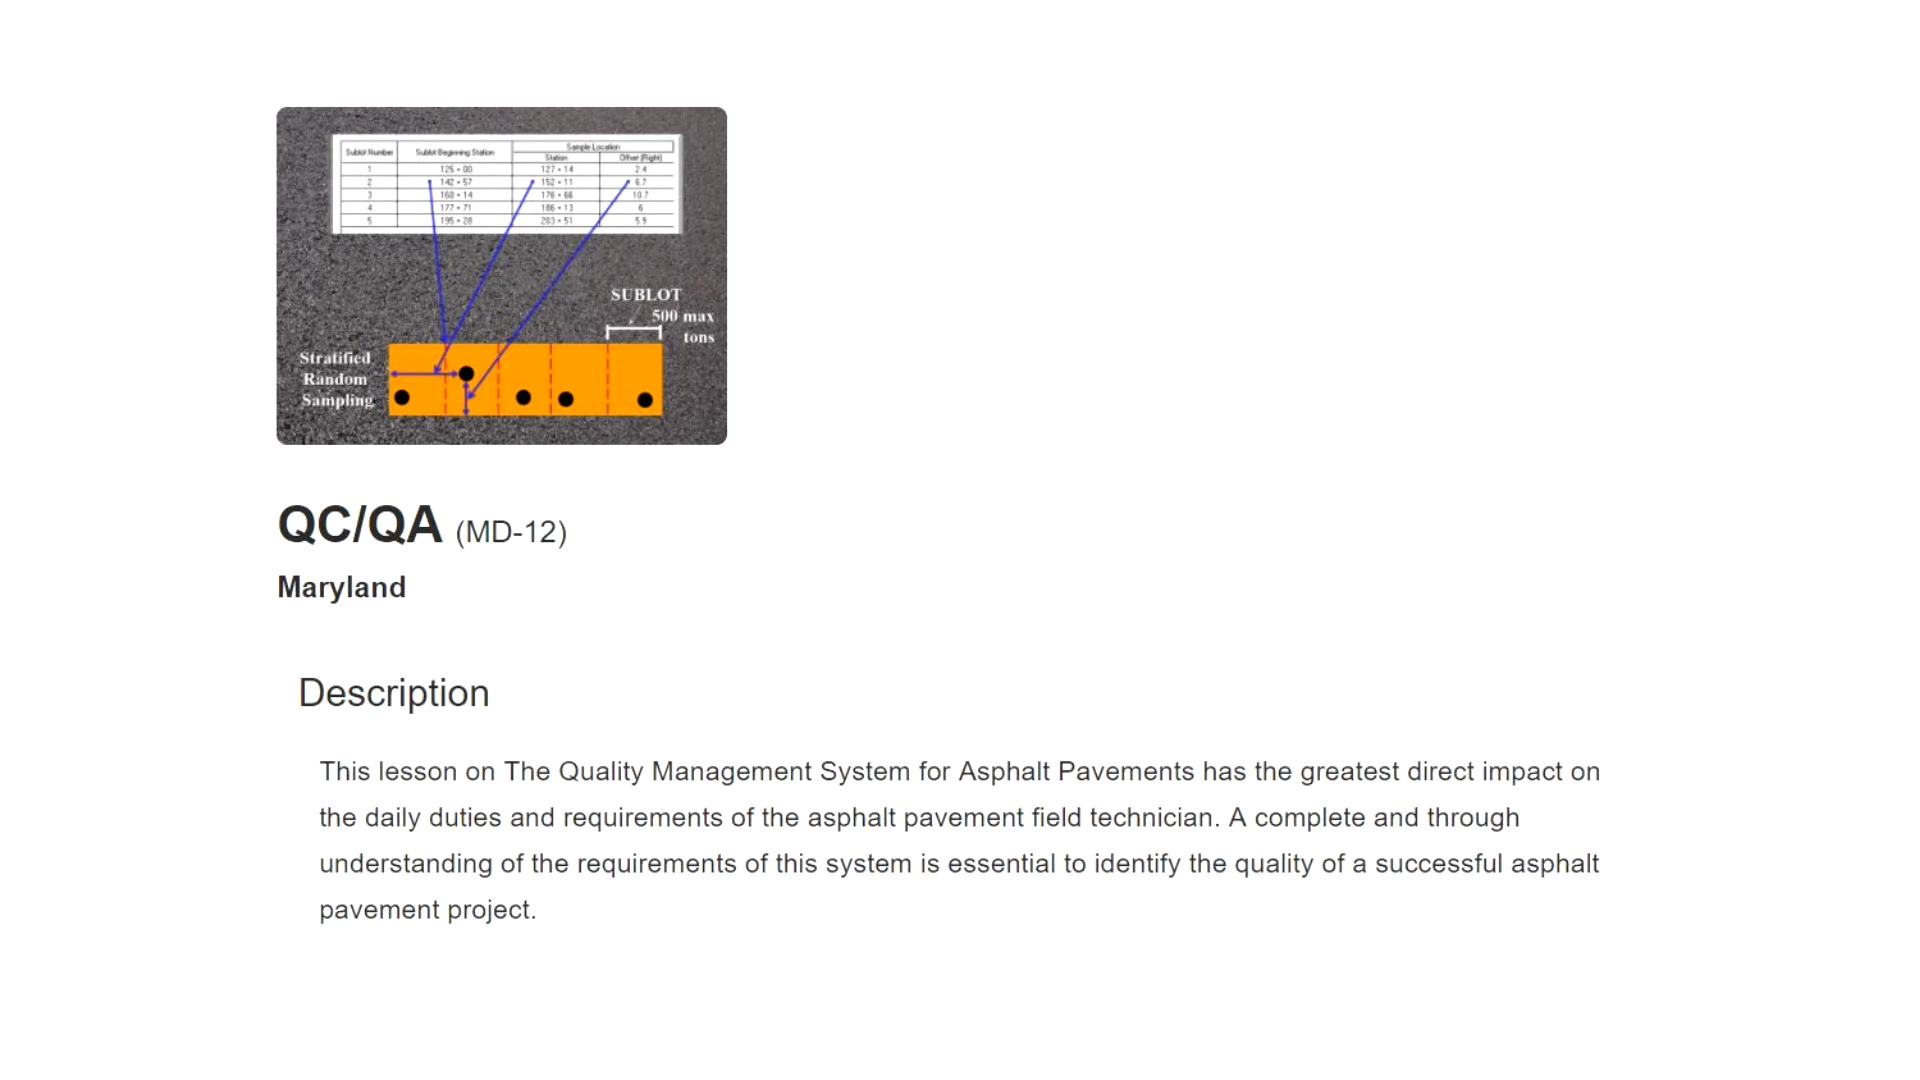 Sublot Number Sublot Beginning Station Sample Location
Station Offset (Right)
1 125 + 00 127 + 14 2.4
2 142 + 57 152 + 11 6.7
3 160 + 14 176 + 66 10.7
4 177 + 71 186 + 13 6
5 195 + 28 203 + 51 5.9
SUBLOT
500 max
tons
Stratified
Random
Sampling
QC/QA (MD-12)
Maryland
Description
This lesson on The Quality Management System for Asphalt Pavements has the greatest direct impact on
the daily duties and requirements of the asphalt pavement field technician. A complete and through
understanding of the requirements of this system is essential to identify the quality of a successful asphalt
pavement project.